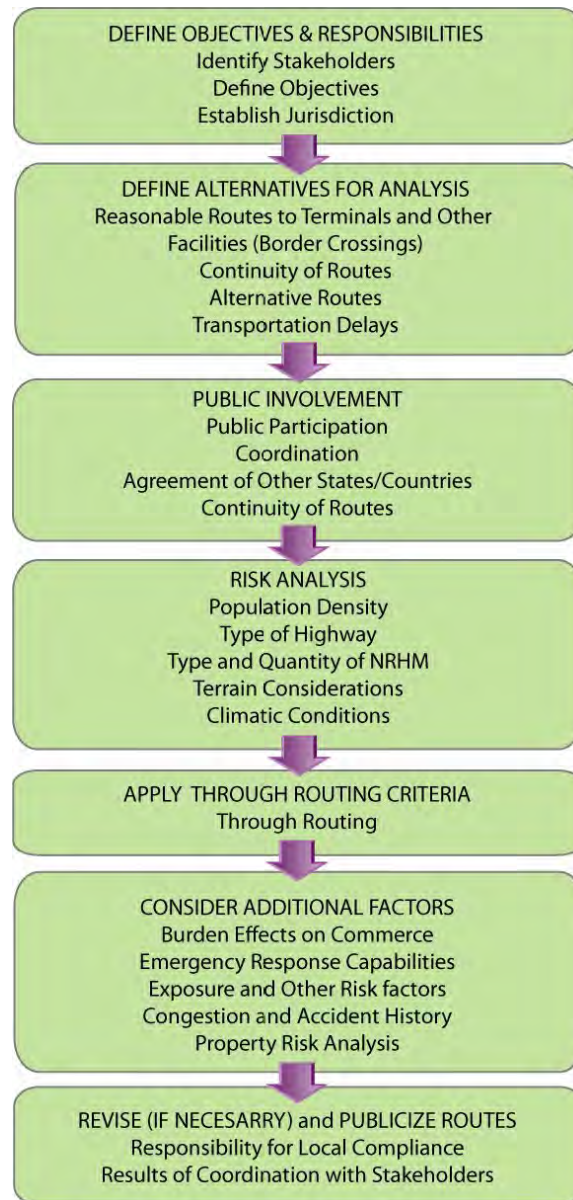 DEFINE OBJECTIVES & RESPONSIBILITIES
Identify Stakeholders
Define Objectives
Establish Jurisdiction
DEFINE ALTERNATIVES FOR ANALYSIS
Reasonable Routes to Terminals and Other
Facilities (Border Crossings)
Continuity of Routes
Alternative Routes
Transportation Delays
PUBLIC INVOLVEMENT
Public Participation
Coordination
Agreement of Other States/Countries
Continuity of Routes
RISK ANALYSIS
Population Density
Type of Highway
Type and Quantity of NRHM
Terrain Considerations
Climatic Conditions
APPLY THROUGH ROUTING CRITERIA
Through Routing
CONSIDER ADDITIONAL FACTORS
Burden Effects on Commerce
Emergency Response Capabilities
Exposure and Other Risk factors
Congestion and Accident History
Property Risk Analysis
REVISE (IF NECESARRY) and PUBLICIZE ROUTES
Responsibility for Local Compliance
Results of Coordination with Stakeholders